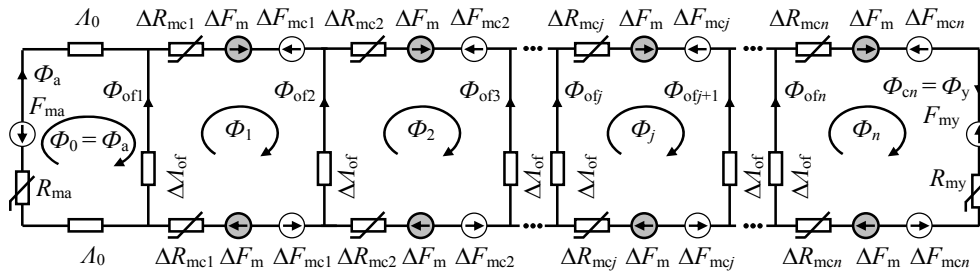 Λ₀ ΔRmc1 ΔFm ΔFmc1 ΔRmc2 ΔFm ΔFmc2 ΔRmcj ΔFm ΔFmcj ΔRmcn ΔFm ΔFmcn
Φa Φof1 Φof2 Φof3 Φofj Φofj+1 Φofn Φcn = Φy
Fma Fmy
Φ₀ = Φa Φ₁ Φ₂ Φj Φn
Rma ΔΛof ΔΛof ΔΛof ΔΛof ΔΛof ΔΛof Rmy
Λ₀ ΔRmc1 ΔFm ΔFmc1 ΔRmc2 ΔFm ΔFmc2 ΔRmcj ΔFm ΔFmcj ΔRmcn ΔFm ΔFmcn